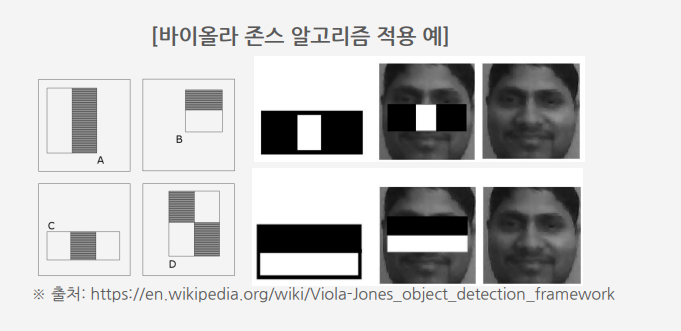 [바이올라 존스 알고리즘 적용 예]
A
B
C
D
※ 출처: https://en.wikipedia.org/wiki/Viola-Jones_object_detection_framework